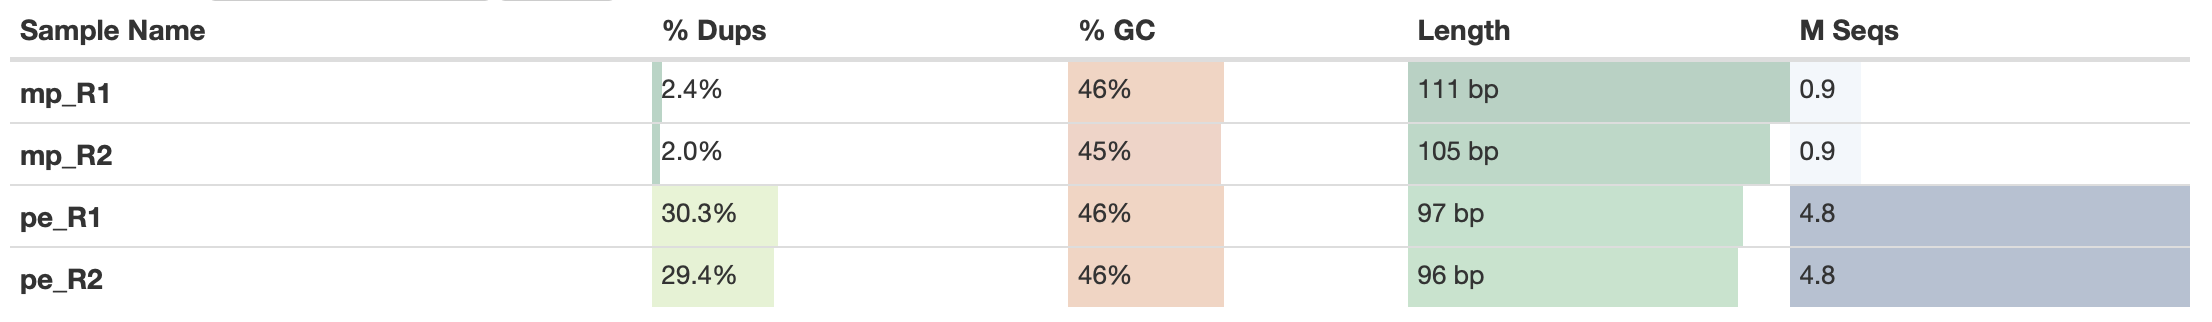 Sample Name % Dups % GC Length M Seqs
mp_R1 2.4% 46% 111 bp 0.9
mp_R2 2.0% 45% 105 bp 0.9
pe_R1 30.3% 46% 97 bp 4.8
pe_R2 29.4% 46% 96 bp 4.8